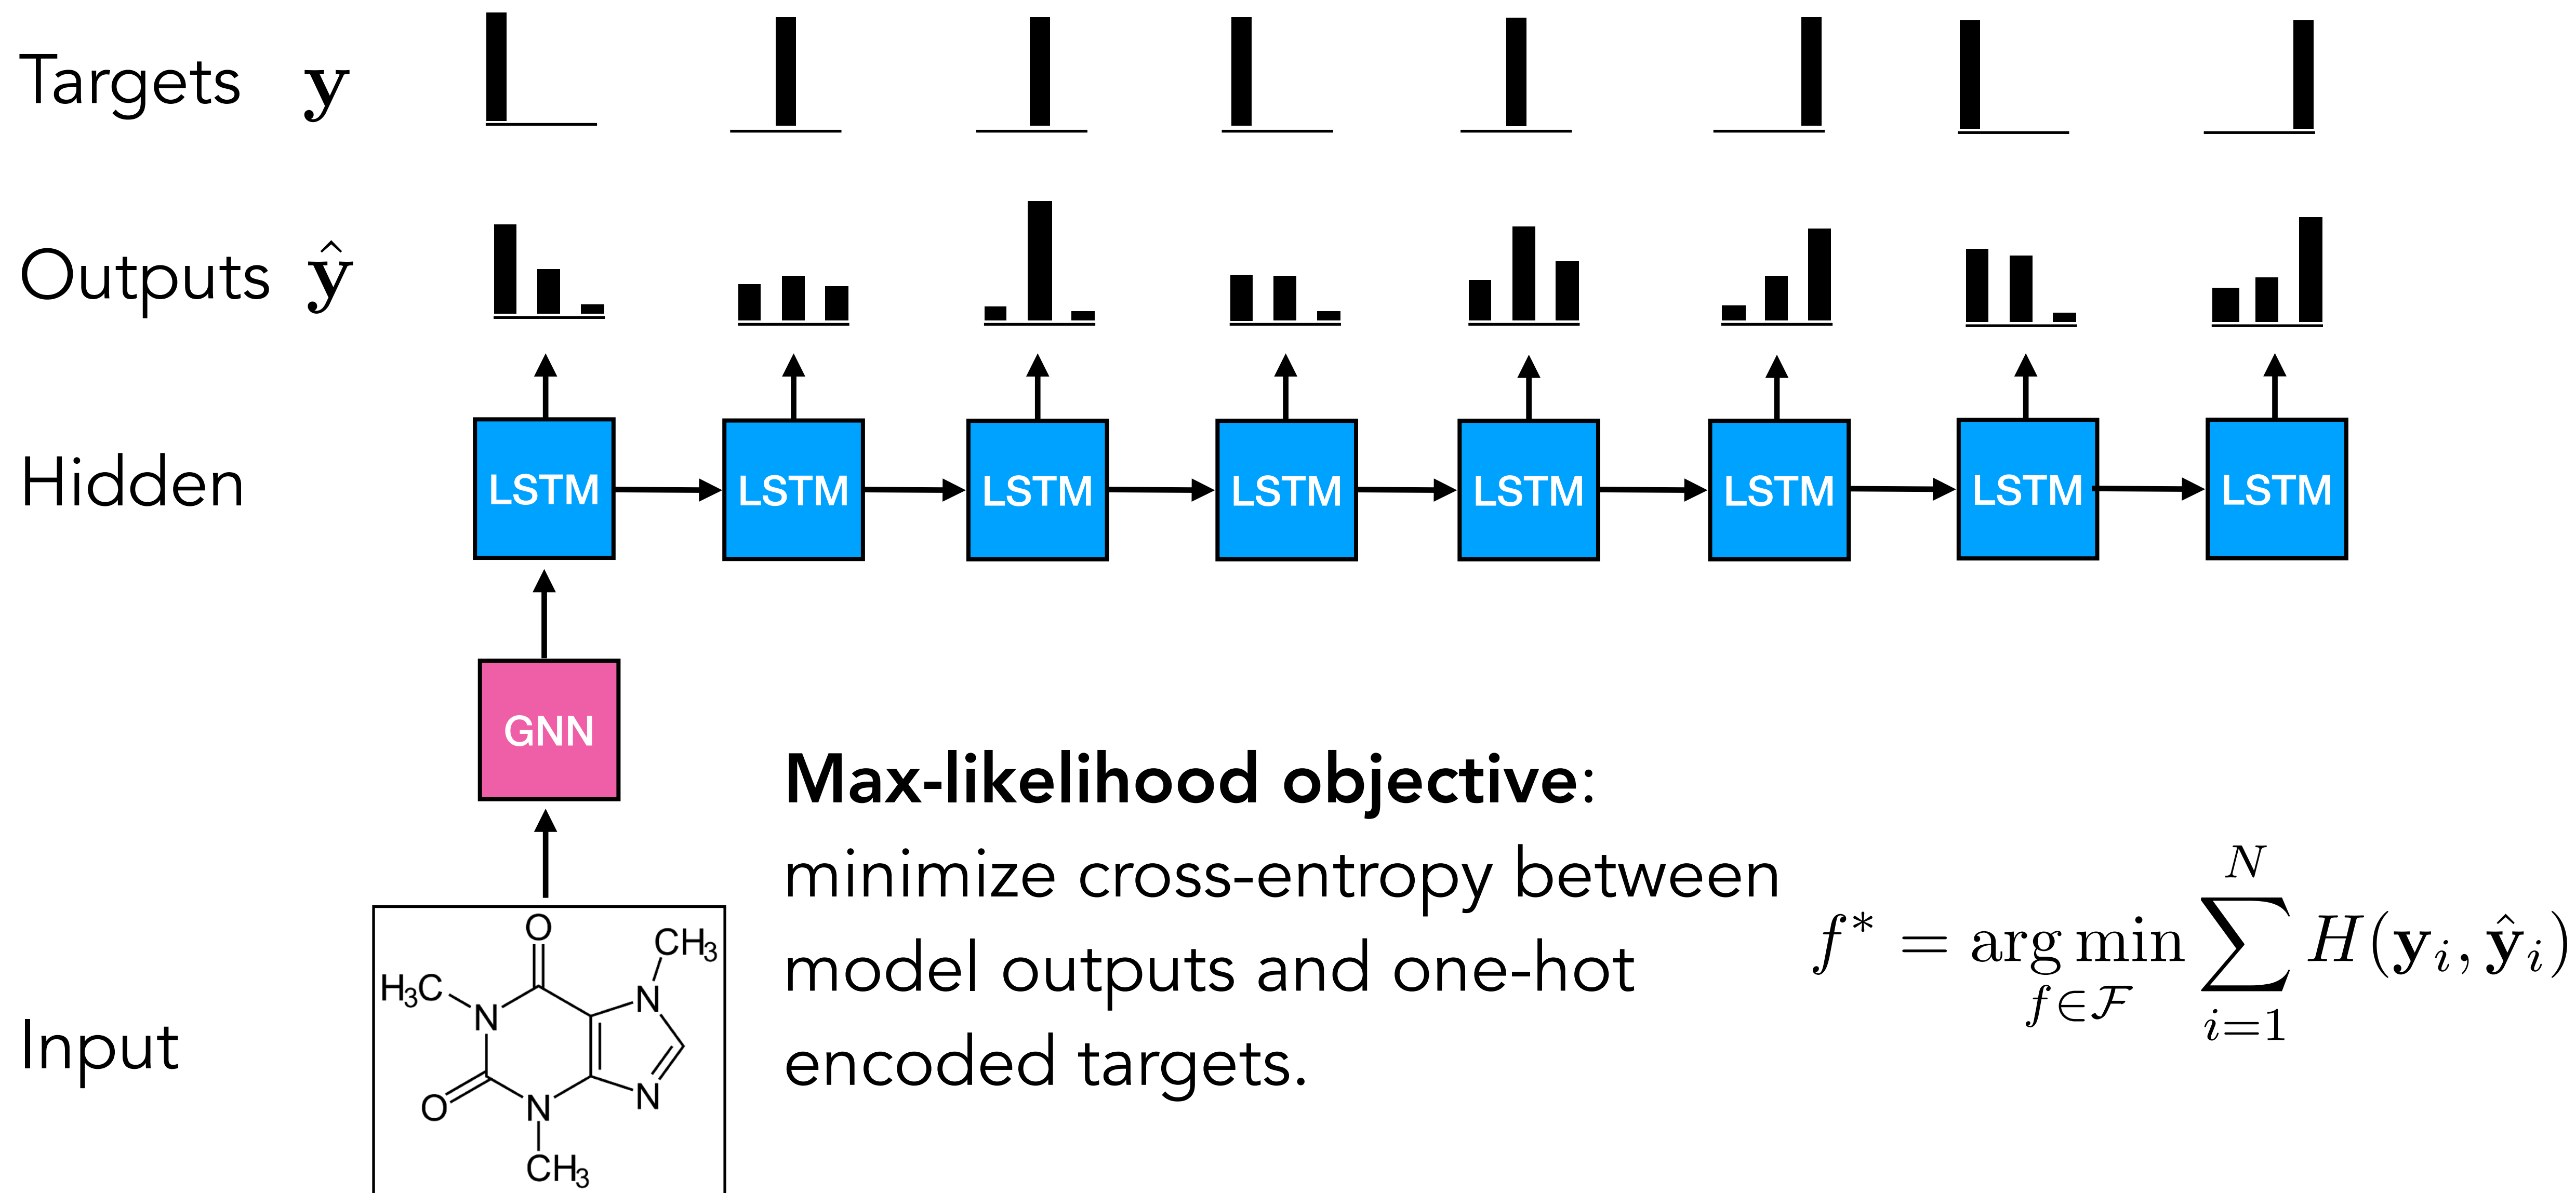 Targets y
Outputs ŷ
Hidden
LSTM LSTM LSTM LSTM LSTM LSTM LSTM LSTM
GNN
Input
O
CH₃
H₃C
N
N
O
N
N
CH₃
Max-likelihood objective:
minimize cross-entropy between
model outputs and one-hot
encoded targets.
f* = arg min_{f∈ℱ} ∑_{i=1}^{N} H(y_i, ŷ_i)